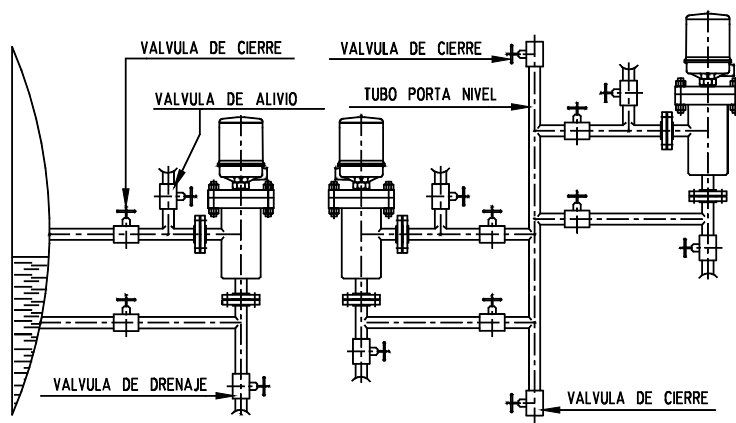 VALVULA DE CIERRE
VALVULA DE CIERRE
TUBO PORTA NIVEL
VALVULA DE ALIVIO
VALVULA DE DRENAJE
VALVULA DE CIERRE